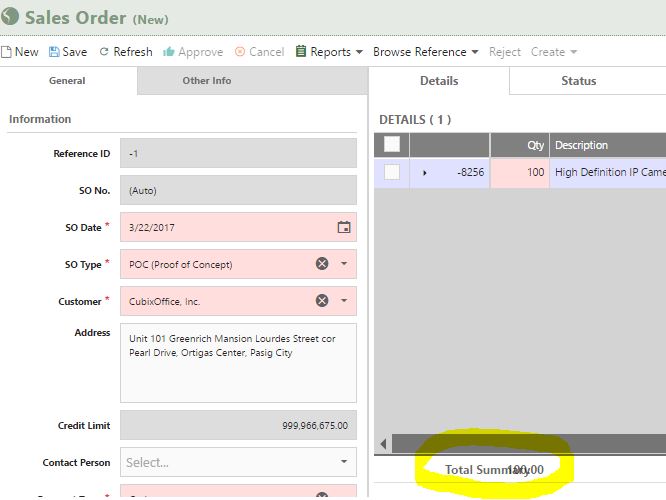 Sales Order (New)
New Save Refresh Approve Cancel Reports Browse Reference Reject Create
General Other Info
Information
Reference ID -1
SO No. (Auto)
SO Date * 3/22/2017
SO Type * POC (Proof of Concept)
Customer * CubixOffice, Inc.
Address Unit 101 Greenrich Mansion Lourdes Street cor
Pearl Drive, Ortigas Center, Pasig City
Credit Limit 999,966,675.00
Contact Person Select...
Details Status
DETAILS ( 1 )
Qty Description
-8256 100 High Definition IP Came
Total Summary 100.00